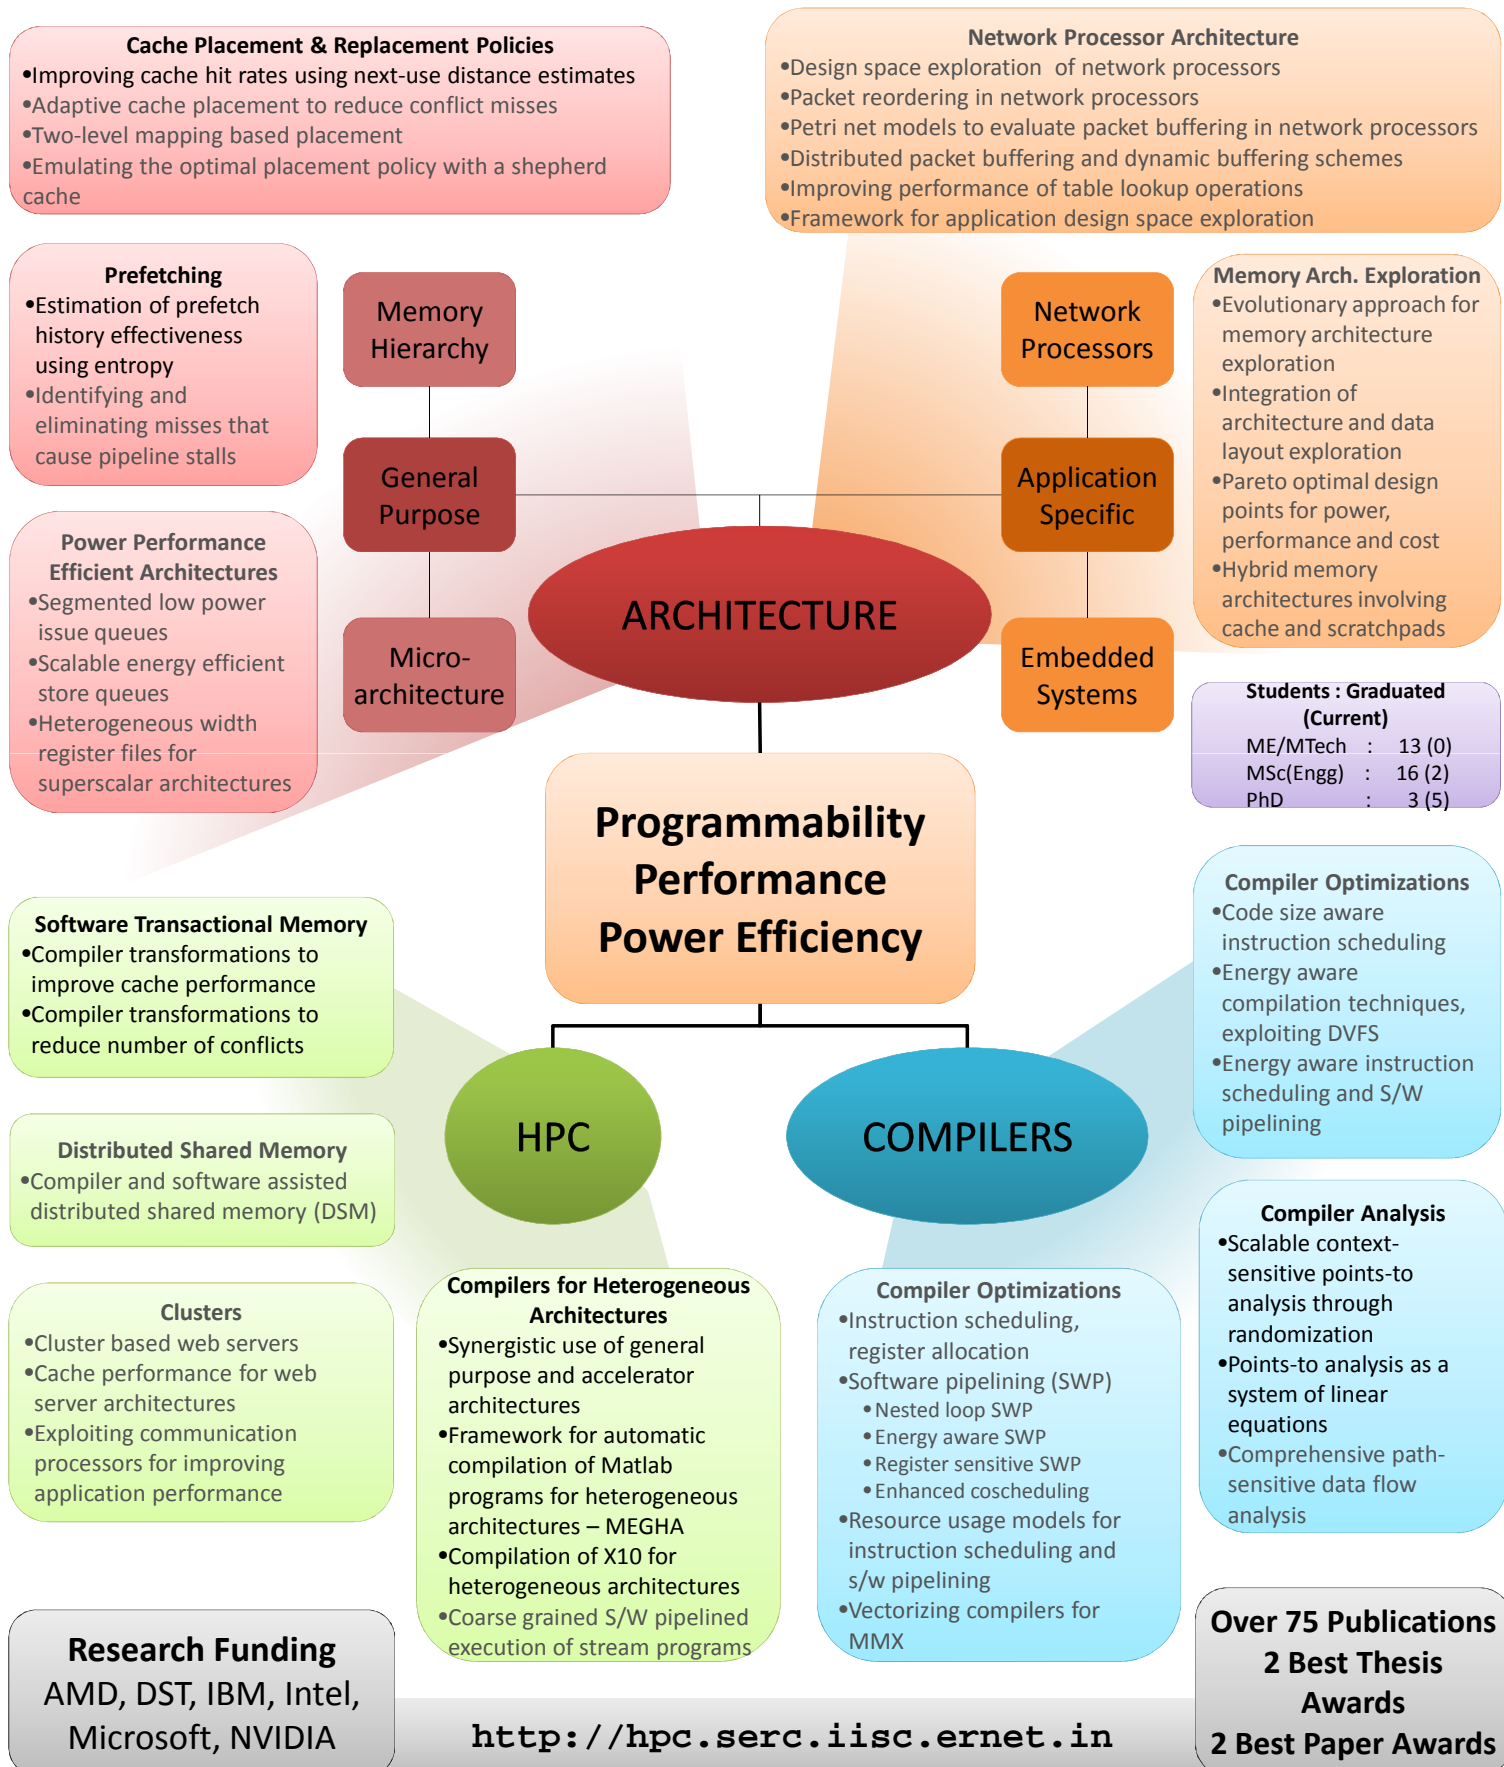 Cache Placement & Replacement Policies
•Improving cache hit rates using next-use distance estimates
•Adaptive cache placement to reduce conflict misses
•Two-level mapping based placement
•Emulating the optimal placement policy with a shepherd
cache
Network Processor Architecture
•Design space exploration of network processors
•Packet reordering in network processors
•Petri net models to evaluate packet buffering in network processors
•Distributed packet buffering and dynamic buffering schemes
•Improving performance of table lookup operations
•Framework for application design space exploration
Prefetching
•Estimation of prefetch
history effectiveness
using entropy
•Identifying and
eliminating misses that
cause pipeline stalls
Memory
Hierarchy
General
Purpose
Micro-
architecture
Network
Processors
Application
Specific
Embedded
Systems
Memory Arch. Exploration
•Evolutionary approach for
memory architecture
exploration
•Integration of
architecture and data
layout exploration
•Pareto optimal design
points for power,
performance and cost
•Hybrid memory
architectures involving
cache and scratchpads
Power Performance
Efficient Architectures
•Segmented low power
issue queues
•Scalable energy efficient
store queues
•Heterogeneous width
register files for
superscalar architectures
ARCHITECTURE
Students : Graduated
(Current)
ME/MTech : 13 (0)
MSc(Engg) : 16 (2)
PhD : 3 (5)
Programmability
Performance
Power Efficiency
Software Transactional Memory
•Compiler transformations to
improve cache performance
•Compiler transformations to
reduce number of conflicts
Compiler Optimizations
•Code size aware
instruction scheduling
•Energy aware
compilation techniques,
exploiting DVFS
•Energy aware instruction
scheduling and S/W
pipelining
HPC
COMPILERS
Distributed Shared Memory
•Compiler and software assisted
distributed shared memory (DSM)
Compiler Analysis
•Scalable context-
sensitive points-to
analysis through
randomization
•Points-to analysis as a
system of linear
equations
•Comprehensive path-
sensitive data flow
analysis
Clusters
•Cluster based web servers
•Cache performance for web
server architectures
•Exploiting communication
processors for improving
application performance
Compilers for Heterogeneous
Architectures
•Synergistic use of general
purpose and accelerator
architectures
•Framework for automatic
compilation of Matlab
programs for heterogeneous
architectures – MEGHA
•Compilation of X10 for
heterogeneous architectures
•Coarse grained S/W pipelined
execution of stream programs
Compiler Optimizations
•Instruction scheduling,
register allocation
•Software pipelining (SWP)
•Nested loop SWP
•Energy aware SWP
•Register sensitive SWP
•Enhanced coscheduling
•Resource usage models for
instruction scheduling and
s/w pipelining
•Vectorizing compilers for
MMX
Research Funding
AMD, DST, IBM, Intel,
Microsoft, NVIDIA
http://hpc.serc.iisc.ernet.in
Over 75 Publications
2 Best Thesis
Awards
2 Best Paper Awards